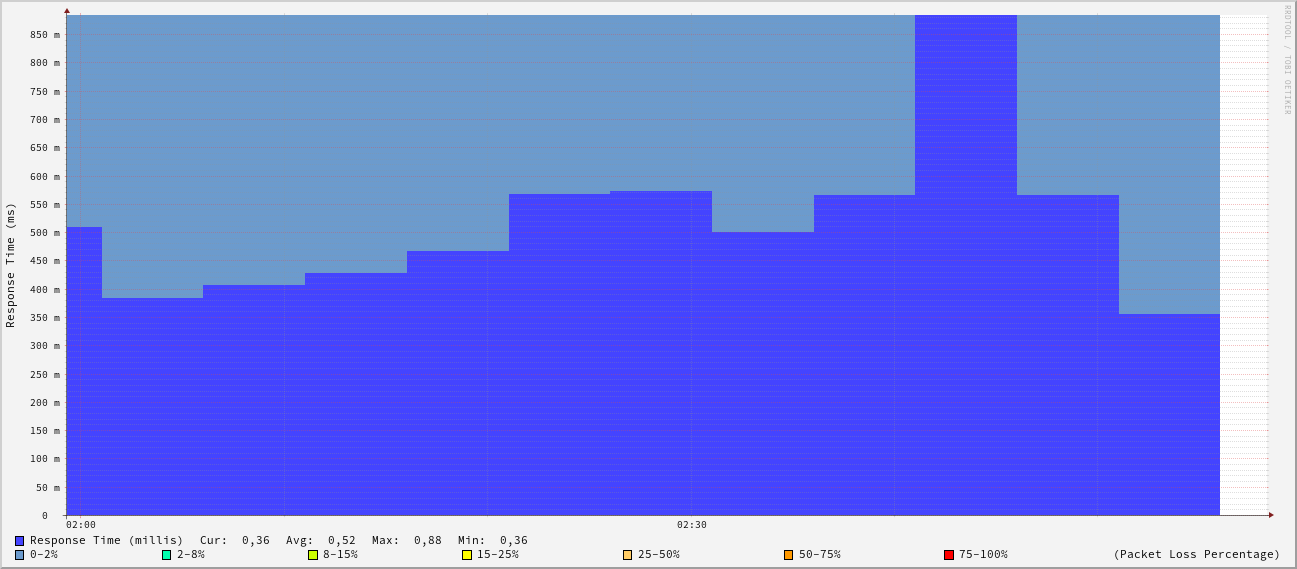 RRDTOOL / TOBI OETIKER
Response Time (ms)
850 m
800 m
750 m
700 m
650 m
600 m
550 m
500 m
450 m
400 m
350 m
300 m
250 m
200 m
150 m
100 m
50 m
0
02:00 02:30
Response Time (millis) Cur: 0,36 Avg: 0,52 Max: 0,88 Min: 0,36
0-2% 2-8% 8-15% 15-25% 25-50% 50-75% 75-100% (Packet Loss Percentage)